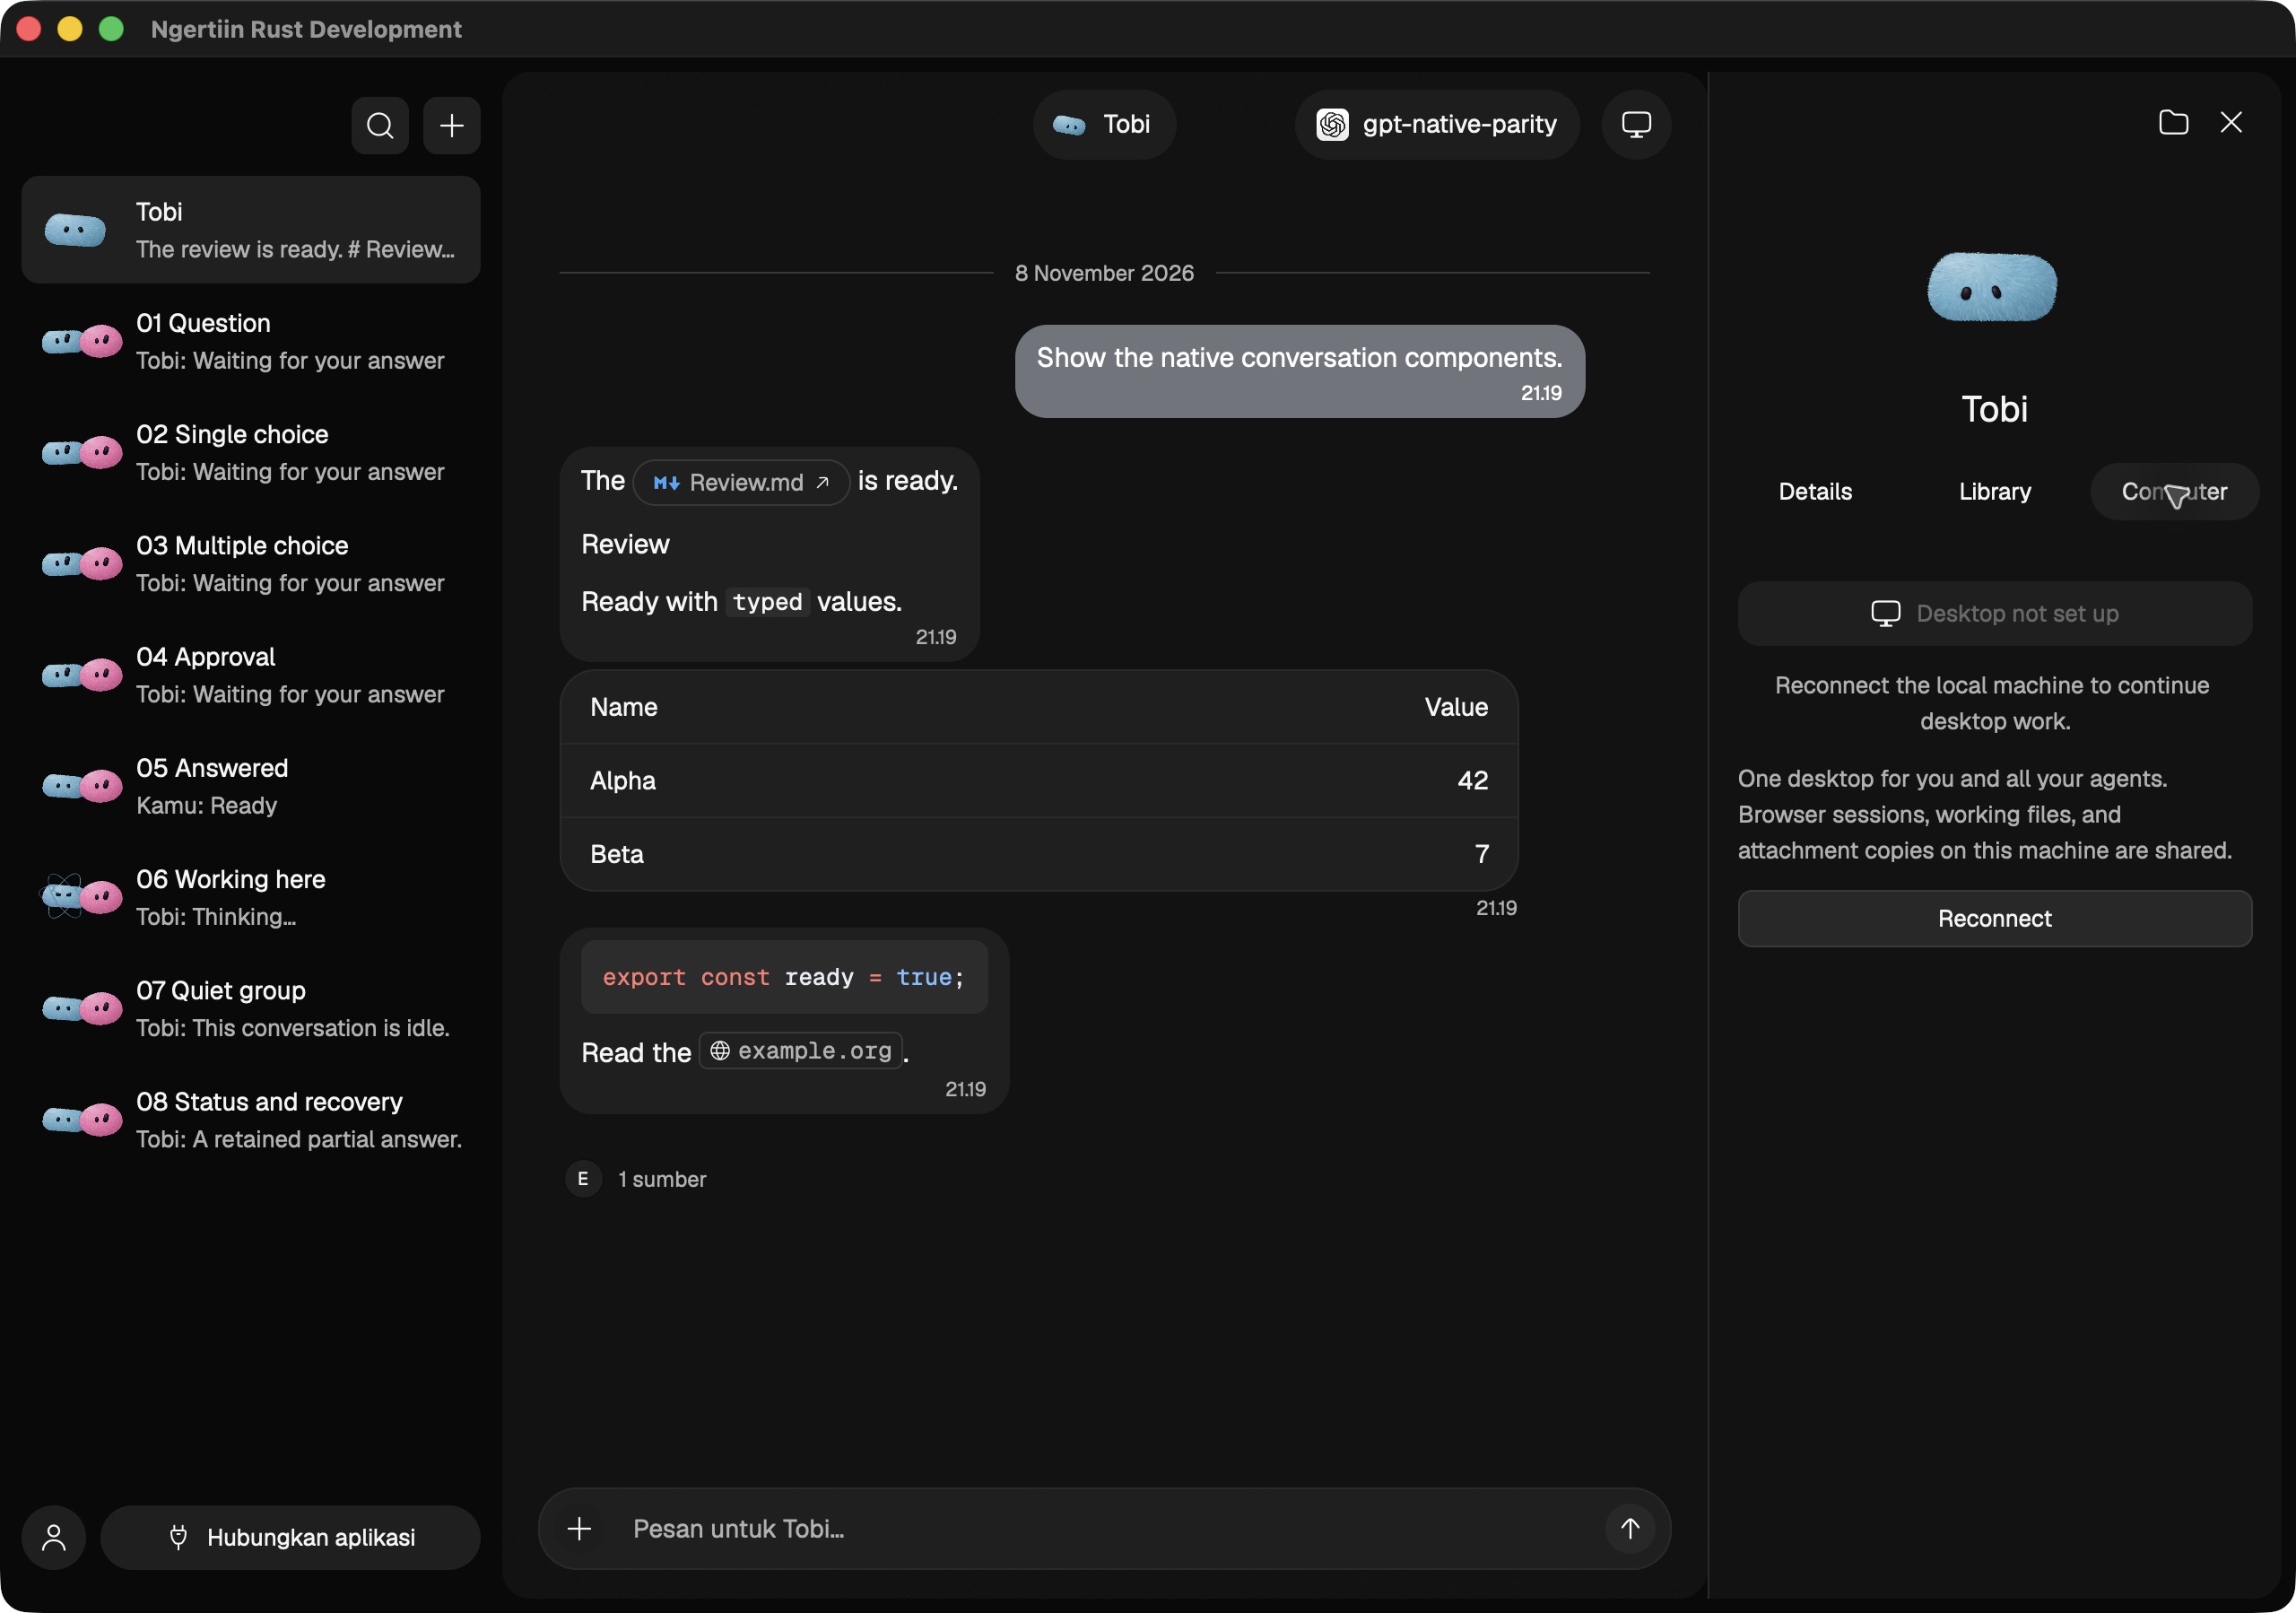 Ngertiin Rust Development
Tobi
The review is ready. # Review...
01 Question
Tobi: Waiting for your answer
02 Single choice
Tobi: Waiting for your answer
03 Multiple choice
Tobi: Waiting for your answer
04 Approval
Tobi: Waiting for your answer
05 Answered
Kamu: Ready
06 Working here
Tobi: Thinking...
07 Quiet group
Tobi: This conversation is idle.
08 Status and recovery
Tobi: A retained partial answer.
Hubungkan aplikasi
Tobi
gpt-native-parity
8 November 2026
Show the native conversation components.
21.19
The M↓ Review.md ↗ is ready.
Review
Ready with typed values.
21.19
Name Value
Alpha 42
Beta 7
21.19
export const ready = true;
Read the example.org.
21.19
E 1 sumber
Pesan untuk Tobi...
Tobi
Details Library
Desktop not set up
Reconnect the local machine to continue
desktop work.
One desktop for you and all your agents.
Browser sessions, working files, and
attachment copies on this machine are shared.
Reconnect